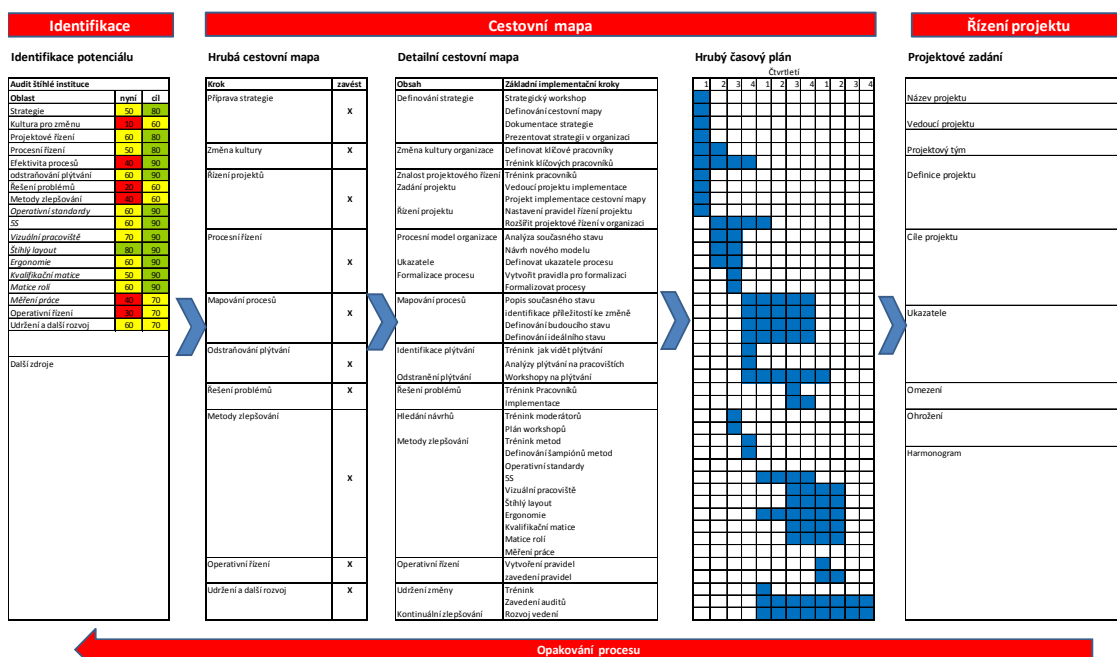 Identifikace
Cestovní mapa
Řízení projektu
Identifikace potenciálu
Hrubá cestovní mapa
Detailní cestovní mapa
Hrubý časový plán
Projektové zadání
Čtvrtletí
Audit štíhlé instituce
Oblast nyní cíl
Strategie 50 80
Kultura pro změnu 10 60
Projektové řízení 60 80
Procesní řízení 50 80
Efektivita procesů 40 90
odstraňování plýtvání 60 90
Řešení problémů 20 60
Metody zlepšování 40 60
Operativní standardy 60 90
5S 60 90
Vizuální pracoviště 70 90
Štíhlý layout 80 90
Ergonomie 60 90
Kvalifikační matice 50 90
Matice rolí 60 90
Měření práce 40 70
Operativní řízení 30 70
Udržení a další rozvoj 60 70
Další zdroje
Krok zavést
Příprava strategie X
Změna kultury X
Řízení projektů X
Procesní řízení X
Mapování procesů X
Odstraňování plýtvání X
Řešení problémů X
Metody zlepšování X
Operativní řízení X
Udržení a další rozvoj X
Obsah Základní implementační kroky
Definování strategie Strategický workshop
Definování cestovní mapy
Dokumentace strategie
Prezentovat strategii v organizaci
Změna kultury organizace Definovat klíčové pracovníky
Trénink klíčových pracovníků
Znalost projektového řízení Trénink pracovníků
Zadání projektu Vedoucí projektu implementace
Projekt implementace cestovní mapy
Řízení projektu Nastavení pravidel řízení projektu
Rozšířit projektové řízení v organizaci
Procesní model organizace Analýza současného stavu
Návrh nového modelu
Ukazatele Definovat ukazatele procesu
Formalizace procesu Vytvořit pravidla pro formalizaci
Formalizovat procesy
Mapování procesů Popis současného stavu
identifikace příležitostí ke změně
Definování budoucího stavu
Definování ideálního stavu
Identifikace plýtvání Trénink jak vidět plýtvání
Analýzy plýtvání na pracovištích
Odstranění plýtvání Workshopy na plýtvání
Řešení problémů Trénink Pracovníků
Implementace
Hledání návrhů Trénink moderátorů
Plán workshopů
Metody zlepšování Trénink metod
Definování šampiónů metod
Operativní standardy
5S
Vizuální pracoviště
Štíhlý layout
Ergonomie
Kvalifikační matice
Matice rolí
Měření práce
Operativní řízení Vytvoření pravidel
zavedení pravidel
Udržení změny Trénink
Zavedení auditů
Kontinuální zlepšování Rozvoj vedení
1 2 3 4 1 2 3 4 1 2 3 4
Název projektu
Vedoucí projektu
Projektový tým
Definice projektu
Cíle projektu
Ukazatele
Omezení
Ohrožení
Harmonogram
Opakování procesu